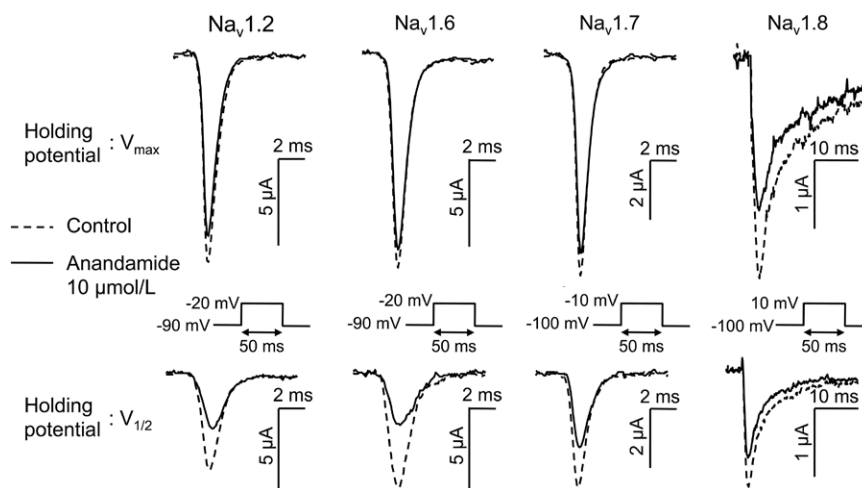 Nav1.2 Nav1.6 Nav1.7 Nav1.8
Holding
potential : Vmax
2 ms 2 ms 2 ms 10 ms
5 µA 5 µA 2 µA 1 µA
Control
Anandamide
10 µmol/L
-20 mV -20 mV -10 mV 10 mV
-90 mV -90 mV -100 mV -100 mV
50 ms 50 ms 50 ms 50 ms
Holding
potential : V1/2
2 ms 2 ms 2 ms 10 ms
5 µA 5 µA 2 µA 1 µA